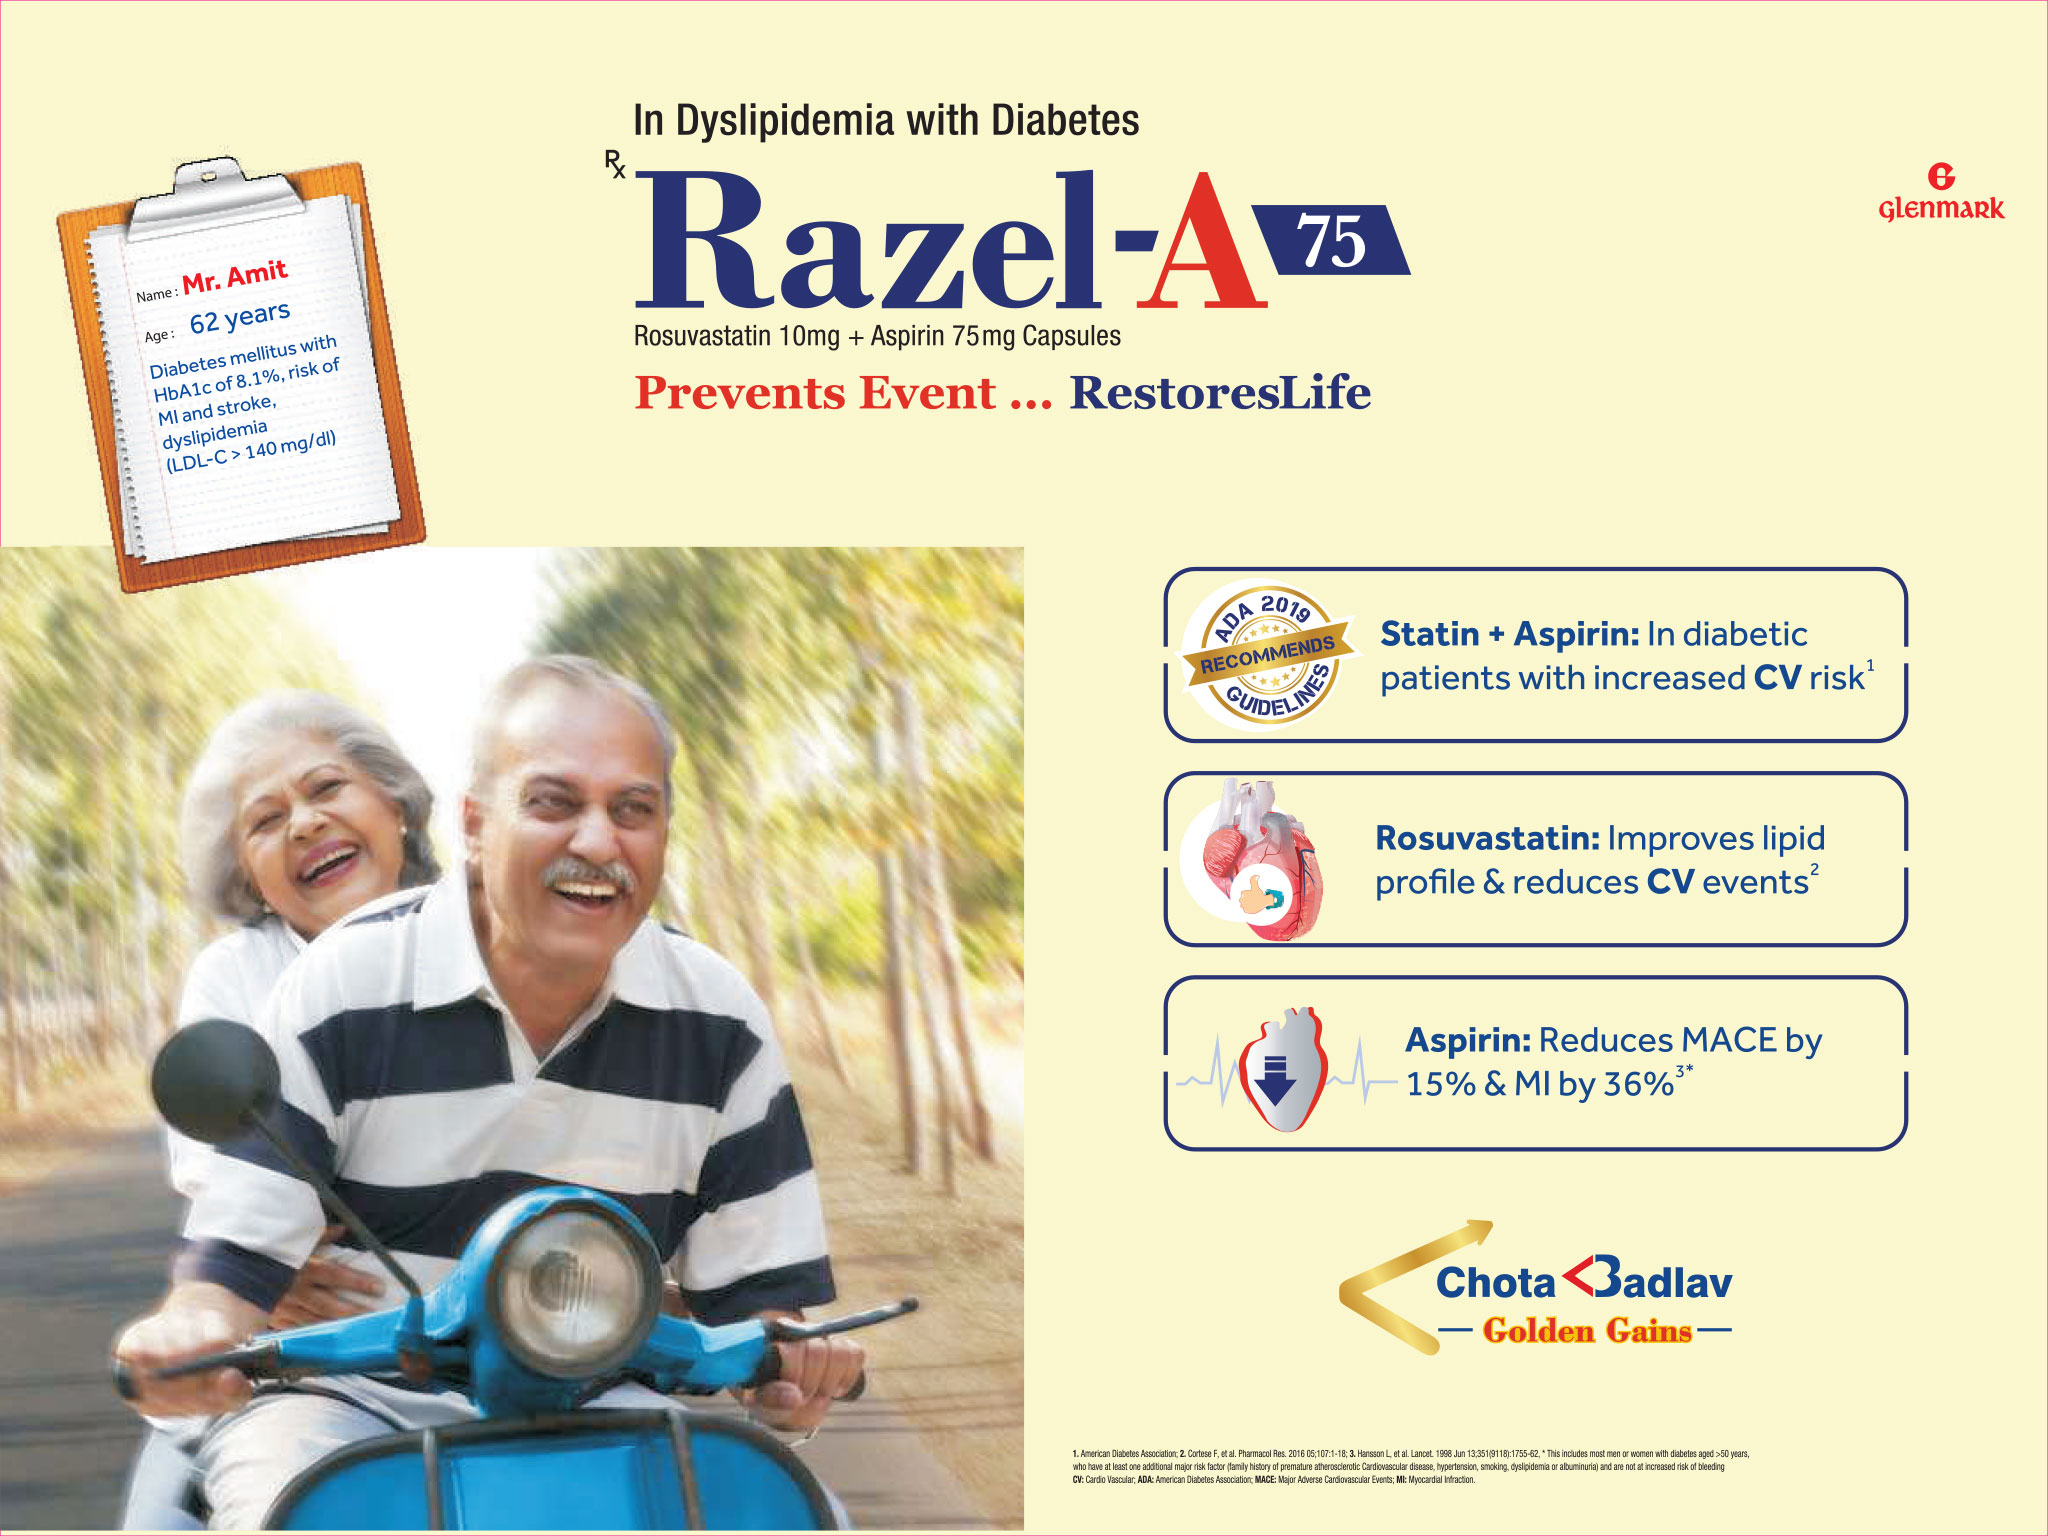 In Dyslipidemia with Diabetes
Rx
Razel-A 75
Rosuvastatin 10mg + Aspirin 75mg Capsules
Prevents Event ... RestoresLife
GLENMARK
Name : Mr. Amit
Age : 62 years
Diabetes mellitus with
HbA1c of 8.1%, risk of
MI and stroke,
dyslipidemia
(LDL-C > 140 mg/dl)
ADA 2019
RECOMMENDS
GUIDELINES
Statin + Aspirin: In diabetic
patients with increased CV risk1
Rosuvastatin: Improves lipid
profile & reduces CV events2
Aspirin: Reduces MACE by
15% & MI by 36%3*
Chota Badlav
Golden Gains
1. American Diabetes Association; 2. Cortese F, et al. Pharmacol Res. 2016 05;107:1-18; 3. Hansson L, et al. Lancet. 1998 Jun 13;351(9118):1755-62, * This includes most men or women with diabetes aged >50 years,
who have at least one additional major risk factor (family history of premature atherosclerotic Cardiovascular disease, hypertension, smoking, dyslipidemia or albuminuria) and are not at increased risk of bleeding
CV: Cardio Vascular; ADA: American Diabetes Association; MACE: Major Adverse Cardiovascular Events; MI: Myocardial Infraction.